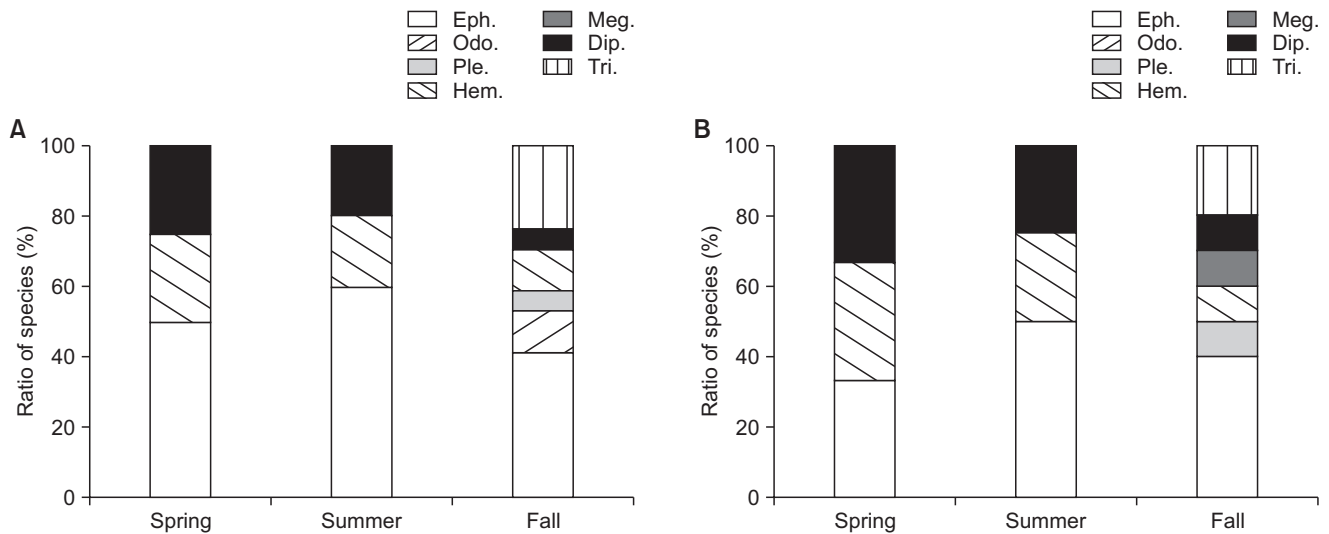 Eph.
Odo.
Ple.
Hem.
Meg.
Dip.
Tri.
A
Ratio of species (%)
100
80
60
40
20
0
Spring Summer Fall
Eph.
Odo.
Ple.
Hem.
Meg.
Dip.
Tri.
B
Ratio of species (%)
100
80
60
40
20
0
Spring Summer Fall